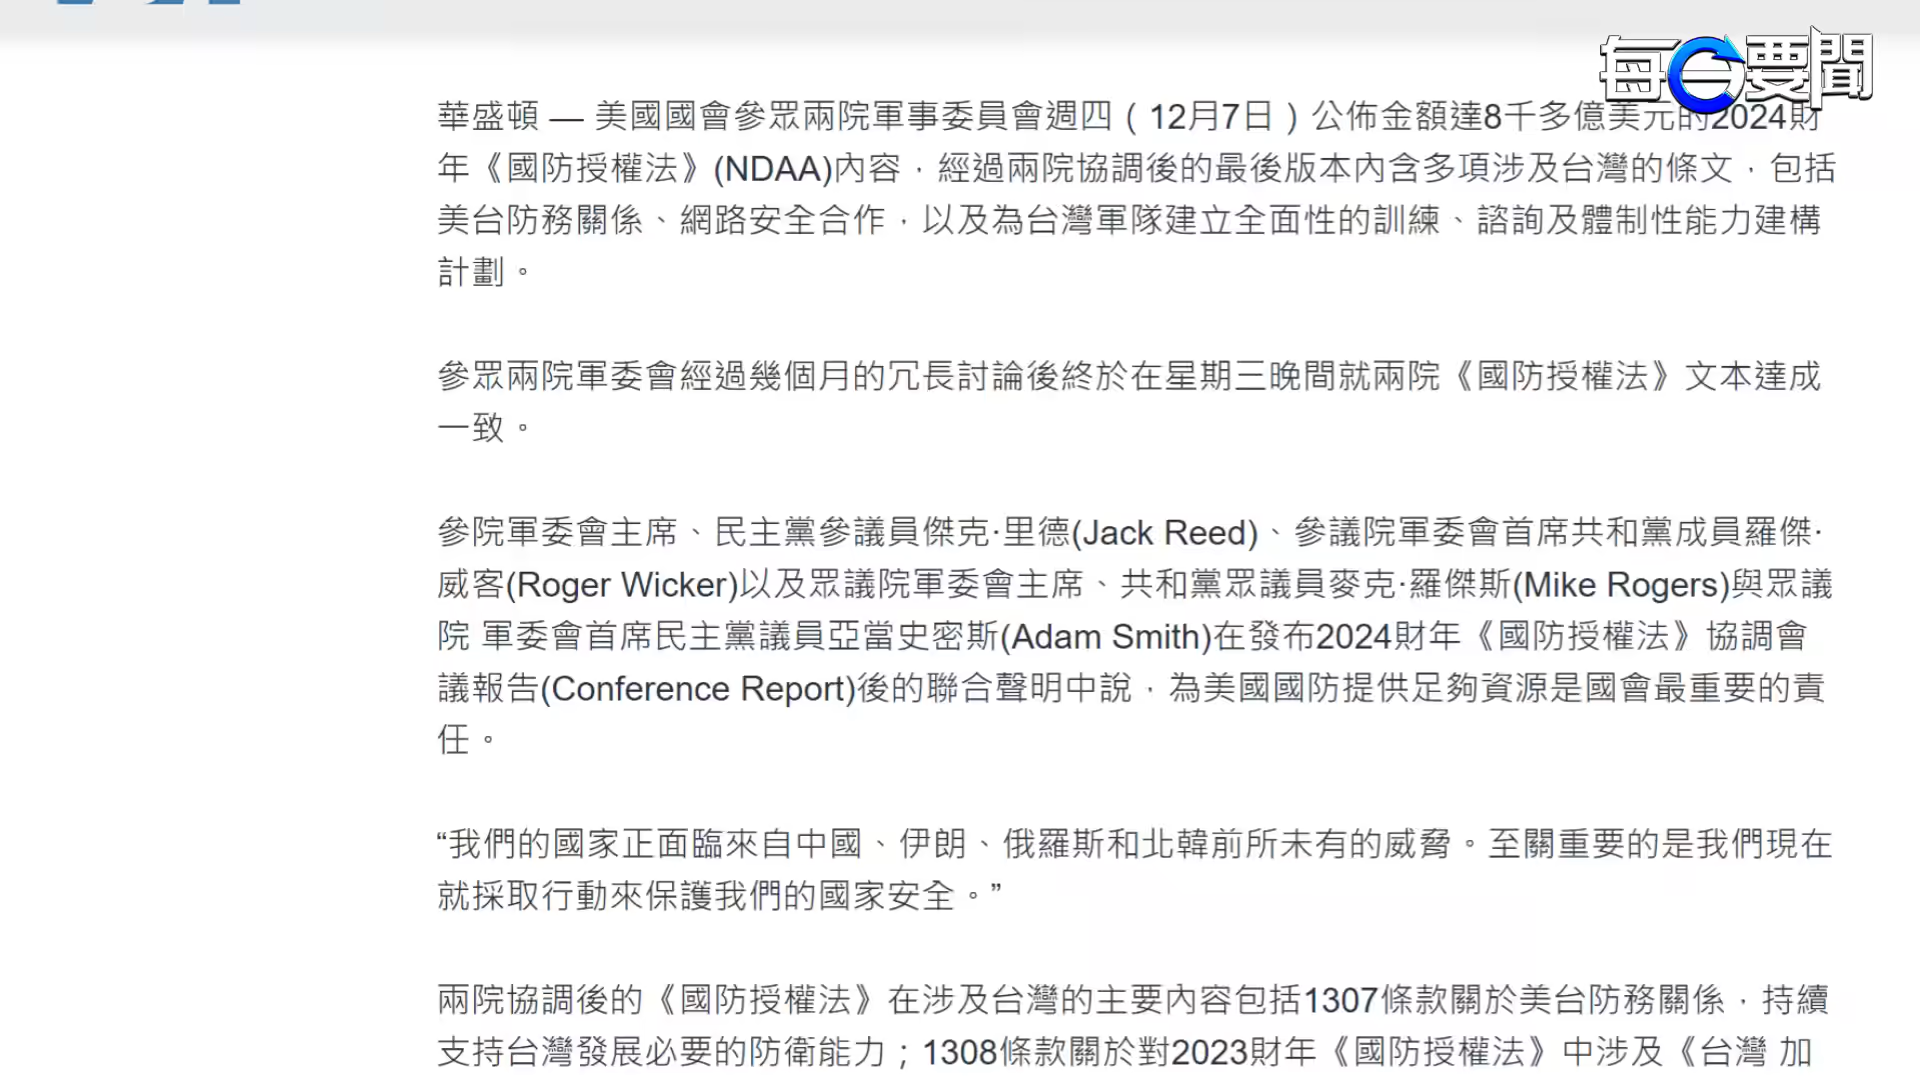 每日要聞
華盛頓 — 美國國會參眾兩院軍事委員會週四（12月7日）公佈金額達8千多億美元的2024財
年《國防授權法》(NDAA)內容，經過兩院協調後的最後版本內含多項涉及台灣的條文，包括
美台防務關係、網路安全合作，以及為台灣軍隊建立全面性的訓練、諮詢及體制性能力建構
計劃。
參眾兩院軍委會經過幾個月的冗長討論後終於在星期三晚間就兩院《國防授權法》文本達成
一致。
參院軍委會主席、民主黨參議員傑克·里德(Jack Reed)、參議院軍委會首席共和黨成員羅傑·
威客(Roger Wicker)以及眾議院軍委會主席、共和黨眾議員麥克·羅傑斯(Mike Rogers)與眾議
院 軍委會首席民主黨議員亞當史密斯(Adam Smith)在發布2024財年《國防授權法》協調會
議報告(Conference Report)後的聯合聲明中說，為美國國防提供足夠資源是國會最重要的責
任。
“我們的國家正面臨來自中國、伊朗、俄羅斯和北韓前所未有的威脅。至關重要的是我們現在
就採取行動來保護我們的國家安全。”
兩院協調後的《國防授權法》在涉及台灣的主要內容包括1307條款關於美台防務關係，持續
支持台灣發展必要的防衛能力；1308條款關於對2023財年《國防授權法》中涉及《台灣 加